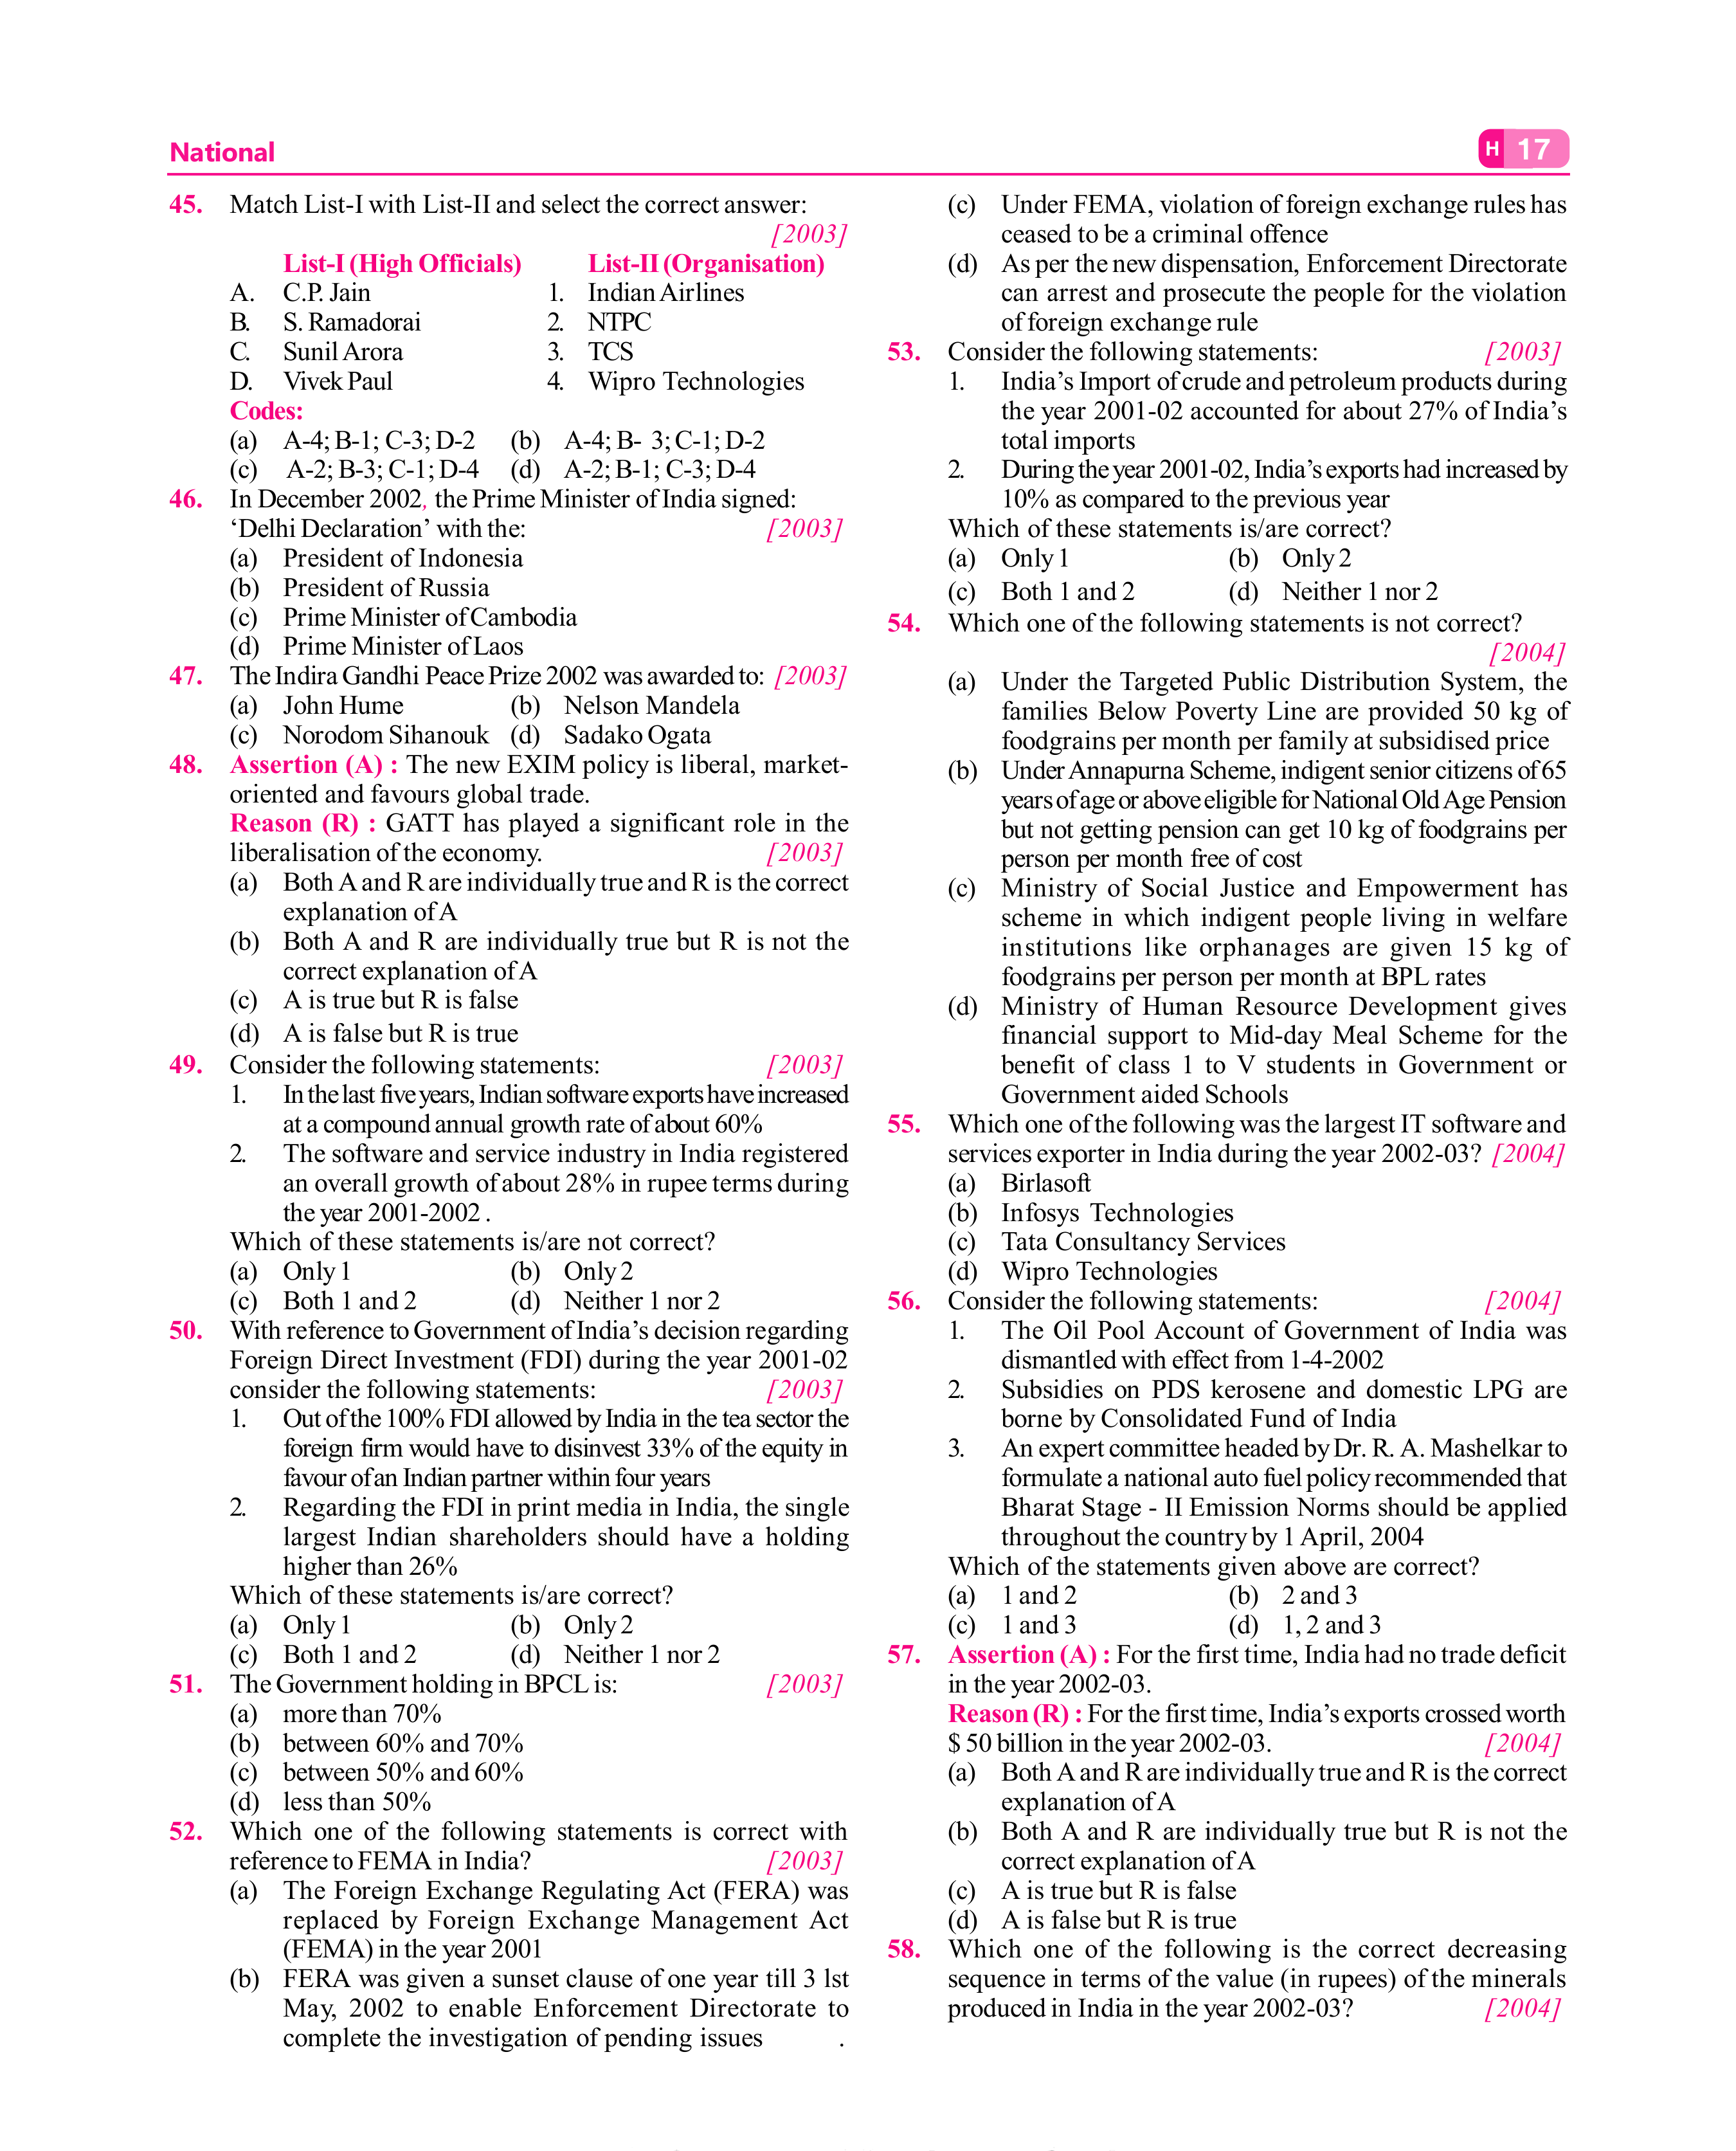 National
H 17
45. Match List-I with List-II and select the correct answer:
[2003]
List-I (High Officials) List-II (Organisation)
A. C.P. Jain 1. Indian Airlines
B. S. Ramadorai 2. NTPC
C. Sunil Arora 3. TCS
D. Vivek Paul 4. Wipro Technologies
Codes:
(a) A-4; B-1; C-3; D-2 (b) A-4; B- 3; C-1; D-2
(c) A-2; B-3; C-1; D-4 (d) A-2; B-1; C-3; D-4
46. In December 2002, the Prime Minister of India signed:
‘Delhi Declaration’ with the: [2003]
(a) President of Indonesia
(b) President of Russia
(c) Prime Minister of Cambodia
(d) Prime Minister of Laos
47. The Indira Gandhi Peace Prize 2002 was awarded to: [2003]
(a) John Hume (b) Nelson Mandela
(c) Norodom Sihanouk (d) Sadako Ogata
48. Assertion (A) : The new EXIM policy is liberal, market-
oriented and favours global trade.
Reason (R) : GATT has played a significant role in the
liberalisation of the economy. [2003]
(a) Both A and R are individually true and R is the correct
explanation of A
(b) Both A and R are individually true but R is not the
correct explanation of A
(c) A is true but R is false
(d) A is false but R is true
49. Consider the following statements: [2003]
1. In the last five years, Indian software exports have increased
at a compound annual growth rate of about 60%
2. The software and service industry in India registered
an overall growth of about 28% in rupee terms during
the year 2001-2002 .
Which of these statements is/are not correct?
(a) Only 1 (b) Only 2
(c) Both 1 and 2 (d) Neither 1 nor 2
50. With reference to Government of India’s decision regarding
Foreign Direct Investment (FDI) during the year 2001-02
consider the following statements: [2003]
1. Out of the 100% FDI allowed by India in the tea sector the
foreign firm would have to disinvest 33% of the equity in
favour of an Indian partner within four years
2. Regarding the FDI in print media in India, the single
largest Indian shareholders should have a holding
higher than 26%
Which of these statements is/are correct?
(a) Only 1 (b) Only 2
(c) Both 1 and 2 (d) Neither 1 nor 2
51. The Government holding in BPCL is: [2003]
(a) more than 70%
(b) between 60% and 70%
(c) between 50% and 60%
(d) less than 50%
52. Which one of the following statements is correct with
reference to FEMA in India? [2003]
(a) The Foreign Exchange Regulating Act (FERA) was
replaced by Foreign Exchange Management Act
(FEMA) in the year 2001
(b) FERA was given a sunset clause of one year till 3 lst
May, 2002 to enable Enforcement Directorate to
complete the investigation of pending issues .
(c) Under FEMA, violation of foreign exchange rules has
ceased to be a criminal offence
(d) As per the new dispensation, Enforcement Directorate
can arrest and prosecute the people for the violation
of foreign exchange rule
53. Consider the following statements: [2003]
1. India’s Import of crude and petroleum products during
the year 2001-02 accounted for about 27% of India’s
total imports
2. During the year 2001-02, India’s exports had increased by
10% as compared to the previous year
Which of these statements is/are correct?
(a) Only 1 (b) Only 2
(c) Both 1 and 2 (d) Neither 1 nor 2
54. Which one of the following statements is not correct?
[2004]
(a) Under the Targeted Public Distribution System, the
families Below Poverty Line are provided 50 kg of
foodgrains per month per family at subsidised price
(b) Under Annapurna Scheme, indigent senior citizens of 65
years of age or above eligible for National Old Age Pension
but not getting pension can get 10 kg of foodgrains per
person per month free of cost
(c) Ministry of Social Justice and Empowerment has
scheme in which indigent people living in welfare
institutions like orphanages are given 15 kg of
foodgrains per person per month at BPL rates
(d) Ministry of Human Resource Development gives
financial support to Mid-day Meal Scheme for the
benefit of class 1 to V students in Government or
Government aided Schools
55. Which one of the following was the largest IT software and
services exporter in India during the year 2002-03? [2004]
(a) Birlasoft
(b) Infosys Technologies
(c) Tata Consultancy Services
(d) Wipro Technologies
56. Consider the following statements: [2004]
1. The Oil Pool Account of Government of India was
dismantled with effect from 1-4-2002
2. Subsidies on PDS kerosene and domestic LPG are
borne by Consolidated Fund of India
3. An expert committee headed by Dr. R. A. Mashelkar to
formulate a national auto fuel policy recommended that
Bharat Stage - II Emission Norms should be applied
throughout the country by 1 April, 2004
Which of the statements given above are correct?
(a) 1 and 2 (b) 2 and 3
(c) 1 and 3 (d) 1, 2 and 3
57. Assertion (A) : For the first time, India had no trade deficit
in the year 2002-03.
Reason (R) : For the first time, India’s exports crossed worth
$ 50 billion in the year 2002-03. [2004]
(a) Both A and R are individually true and R is the correct
explanation of A
(b) Both A and R are individually true but R is not the
correct explanation of A
(c) A is true but R is false
(d) A is false but R is true
58. Which one of the following is the correct decreasing
sequence in terms of the value (in rupees) of the minerals
produced in India in the year 2002-03? [2004]